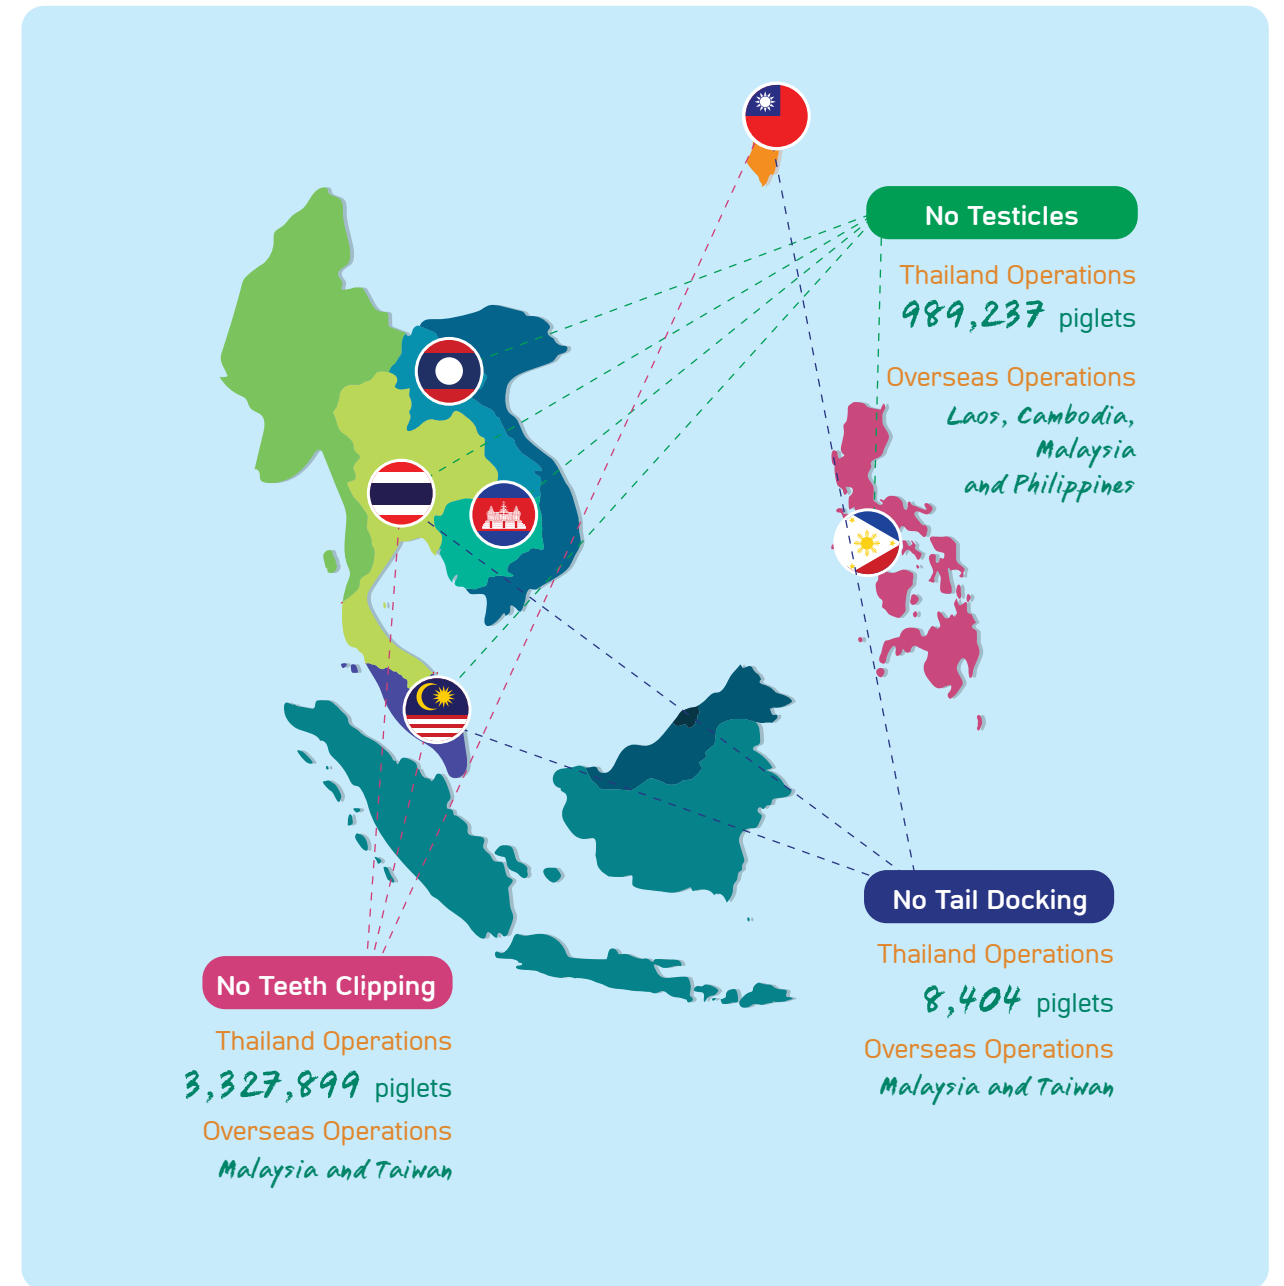 No Testicles
Thailand Operations
989,237 piglets
Overseas Operations
Laos, Cambodia,
Malaysia
and Philippines
No Tail Docking
Thailand Operations
8,404 piglets
Overseas Operations
Malaysia and Taiwan
No Teeth Clipping
Thailand Operations
3,327,899 piglets
Overseas Operations
Malaysia and Taiwan